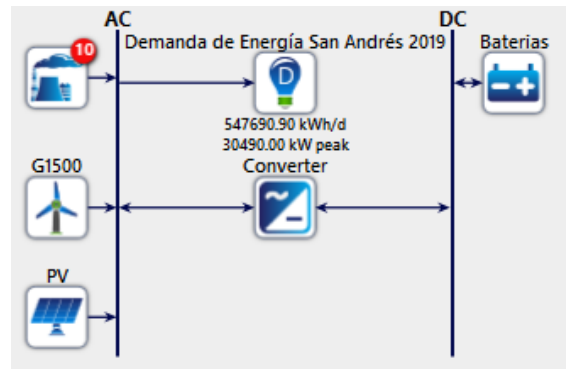 AC
DC
10
Demanda de Energía San Andrés 2019
Baterias
D
547690.90 kWh/d
30490.00 kW peak
G1500
Converter
PV